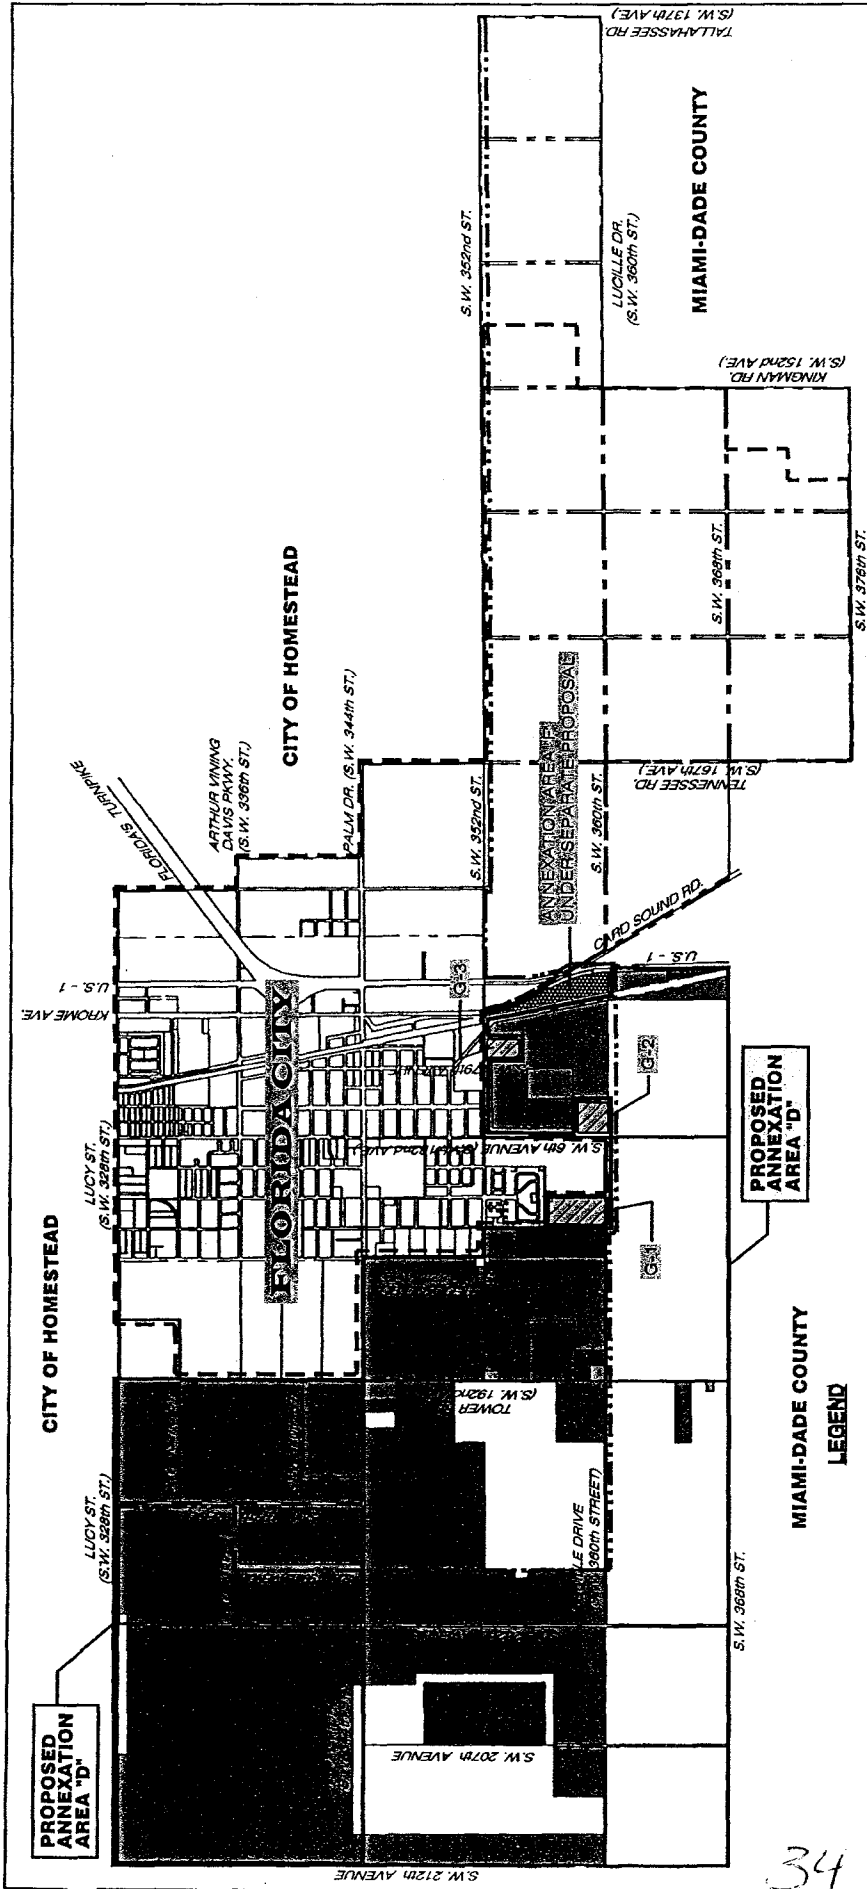 PROPOSED
ANNEXATION
AREA "D"
CITY OF HOMESTEAD
LUCY ST.
(S.W. 328th ST.)
LUCY ST.
(S.W. 328th ST.)
FLORIDA CITY
KROME AVE.
U.S. - 1
FLORIDA'S TURNPIKE
ARTHUR VINING
DAVIS PKWY.
(S.W. 336th ST.)
CITY OF HOMESTEAD
PALM DR. (S.W. 344th ST.)
S.W. 352nd ST.
S.W. 352nd ST.
TALLAHASSEE RD.
(S.W. 137th AVE.)
LUCILLE DR.
(S.W. 360th ST.)
MIAMI-DADE COUNTY
KINGMAN RD.
(S.W. 152nd AVE.)
S.W. 368th ST.
S.W. 376th ST.
TENNESSEE RD.
(S.W. 167th AVE.)
S.W. 360th ST.
ANNEXATION AREA
UNDER SEPARATE PROPOSAL
CARD SOUND RD.
U.S. - 1
G-3
G-2
G-1
S.W. 6th AVENUE (S.W. 182nd AVE.)
TOWER
(S.W. 192nd
LE DRIVE
360th STREET)
S.W. 207th AVENUE
S.W. 212th AVENUE
S.W. 368th ST.
PROPOSED
ANNEXATION
AREA "D"
MIAMI-DADE COUNTY
LEGEND
34